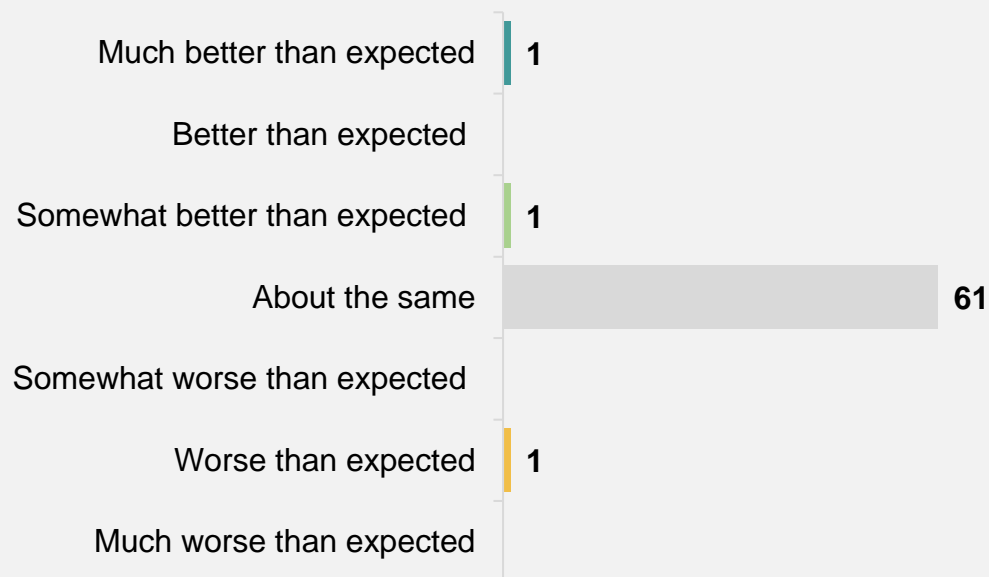 Much better than expected 1
Better than expected
Somewhat better than expected 1
About the same 61
Somewhat worse than expected
Worse than expected 1
Much worse than expected